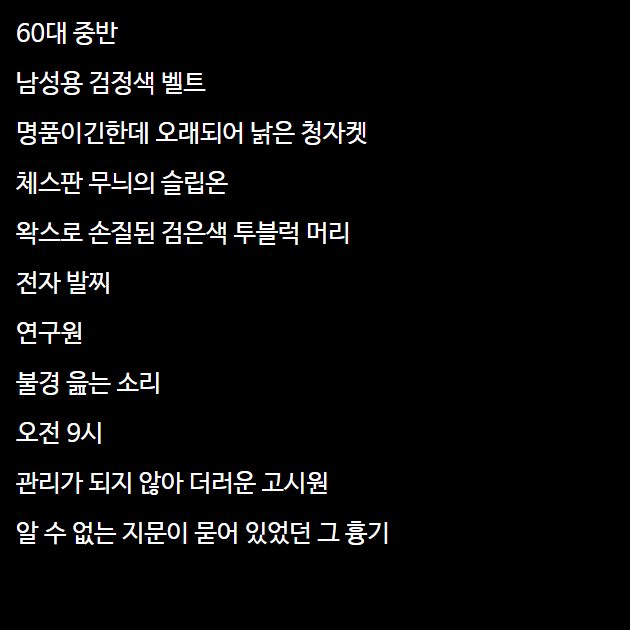 60대 중반
남성용 검정색 벨트
명품이긴한데 오래되어 낡은 청자켓
체스판 무늬의 슬립온
왁스로 손질된 검은색 투블럭 머리
전자 발찌
연구원
불경 읊는 소리
오전 9시
관리가 되지 않아 더러운 고시원
알 수 없는 지문이 묻어 있었던 그 흉기